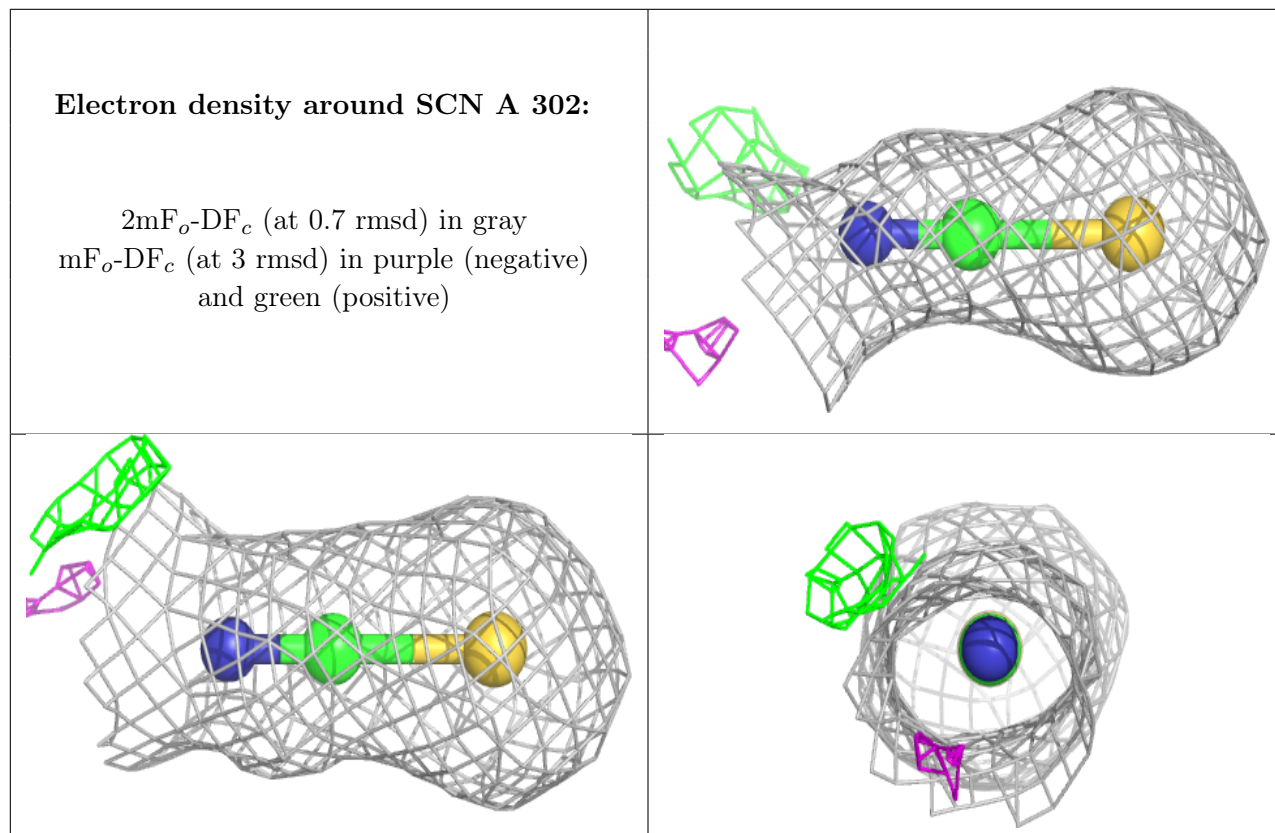 Electron density around SCN A 302:
2mFo-DFc (at 0.7 rmsd) in gray
mFo-DFc (at 3 rmsd) in purple (negative)
and green (positive)